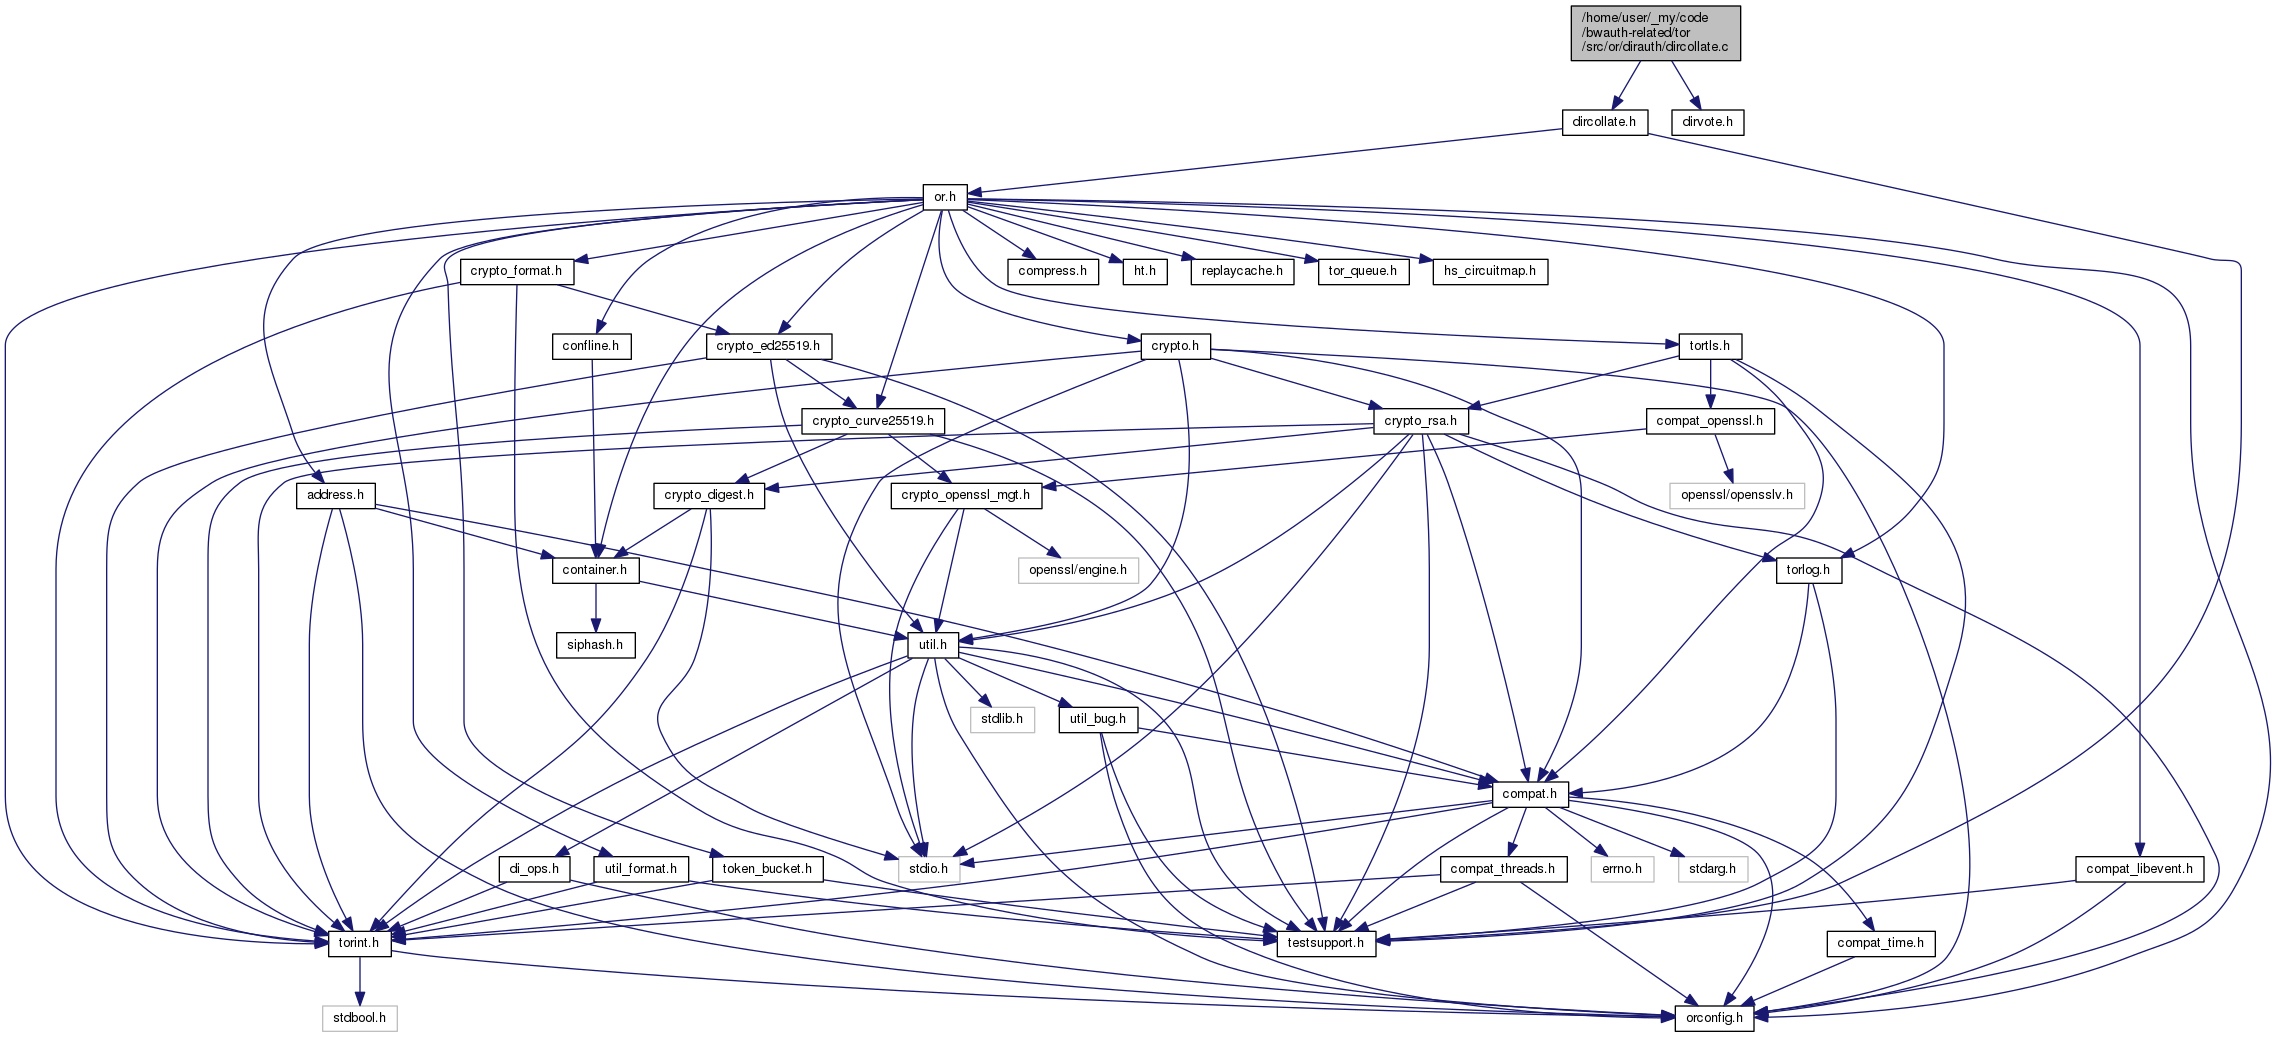 /home/user/_my/code
/bwauth-related/tor
/src/or/dirauth/dircollate.c
dircollate.h
dirvote.h
or.h
crypto_format.h
compress.h
ht.h
replaycache.h
tor_queue.h
hs_circuitmap.h
confline.h
crypto_ed25519.h
crypto.h
tortls.h
crypto_curve25519.h
crypto_rsa.h
compat_openssl.h
address.h
crypto_digest.h
crypto_openssl_mgt.h
openssl/opensslv.h
container.h
openssl/engine.h
torlog.h
siphash.h
util.h
stdlib.h
util_bug.h
compat.h
di_ops.h
util_format.h
token_bucket.h
stdio.h
compat_threads.h
errno.h
stdarg.h
compat_libevent.h
torint.h
testsupport.h
compat_time.h
stdbool.h
orconfig.h